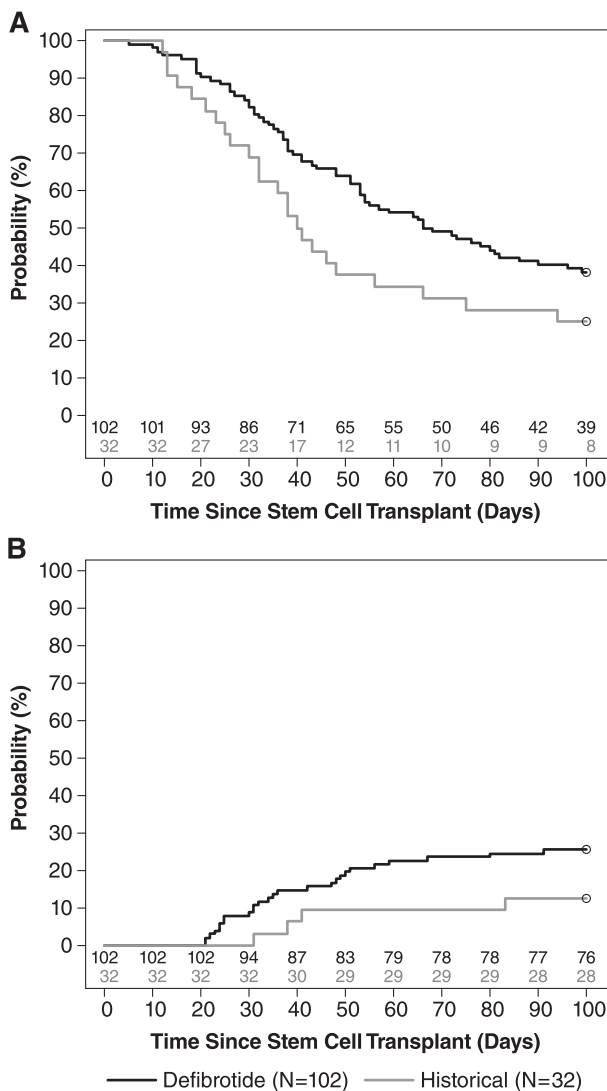 A
100
90
80
70
60
50
40
30
20
10
0
Probability (%)
102 101 93 86 71 65 55 50 46 42 39
32 32 27 23 17 12 11 10 9 9 8
0 10 20 30 40 50 60 70 80 90 100
Time Since Stem Cell Transplant (Days)
B
100
90
80
70
60
50
40
30
20
10
0
Probability (%)
102 102 102 94 87 83 79 78 78 77 76
32 32 32 32 30 29 29 29 29 28 28
0 10 20 30 40 50 60 70 80 90 100
Time Since Stem Cell Transplant (Days)
Defibrotide (N=102) Historical (N=32)